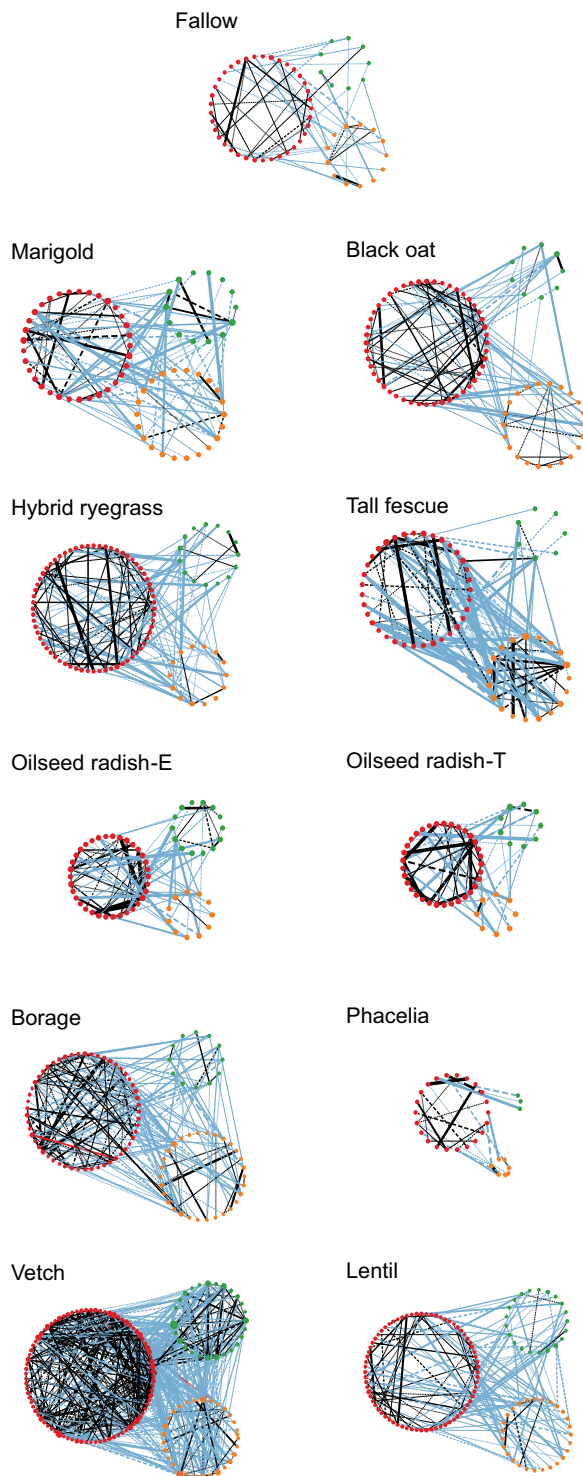 Fallow
Marigold
Black oat
Hybrid ryegrass
Tall fescue
Oilseed radish-E
Oilseed radish-T
Borage
Phacelia
Vetch
Lentil